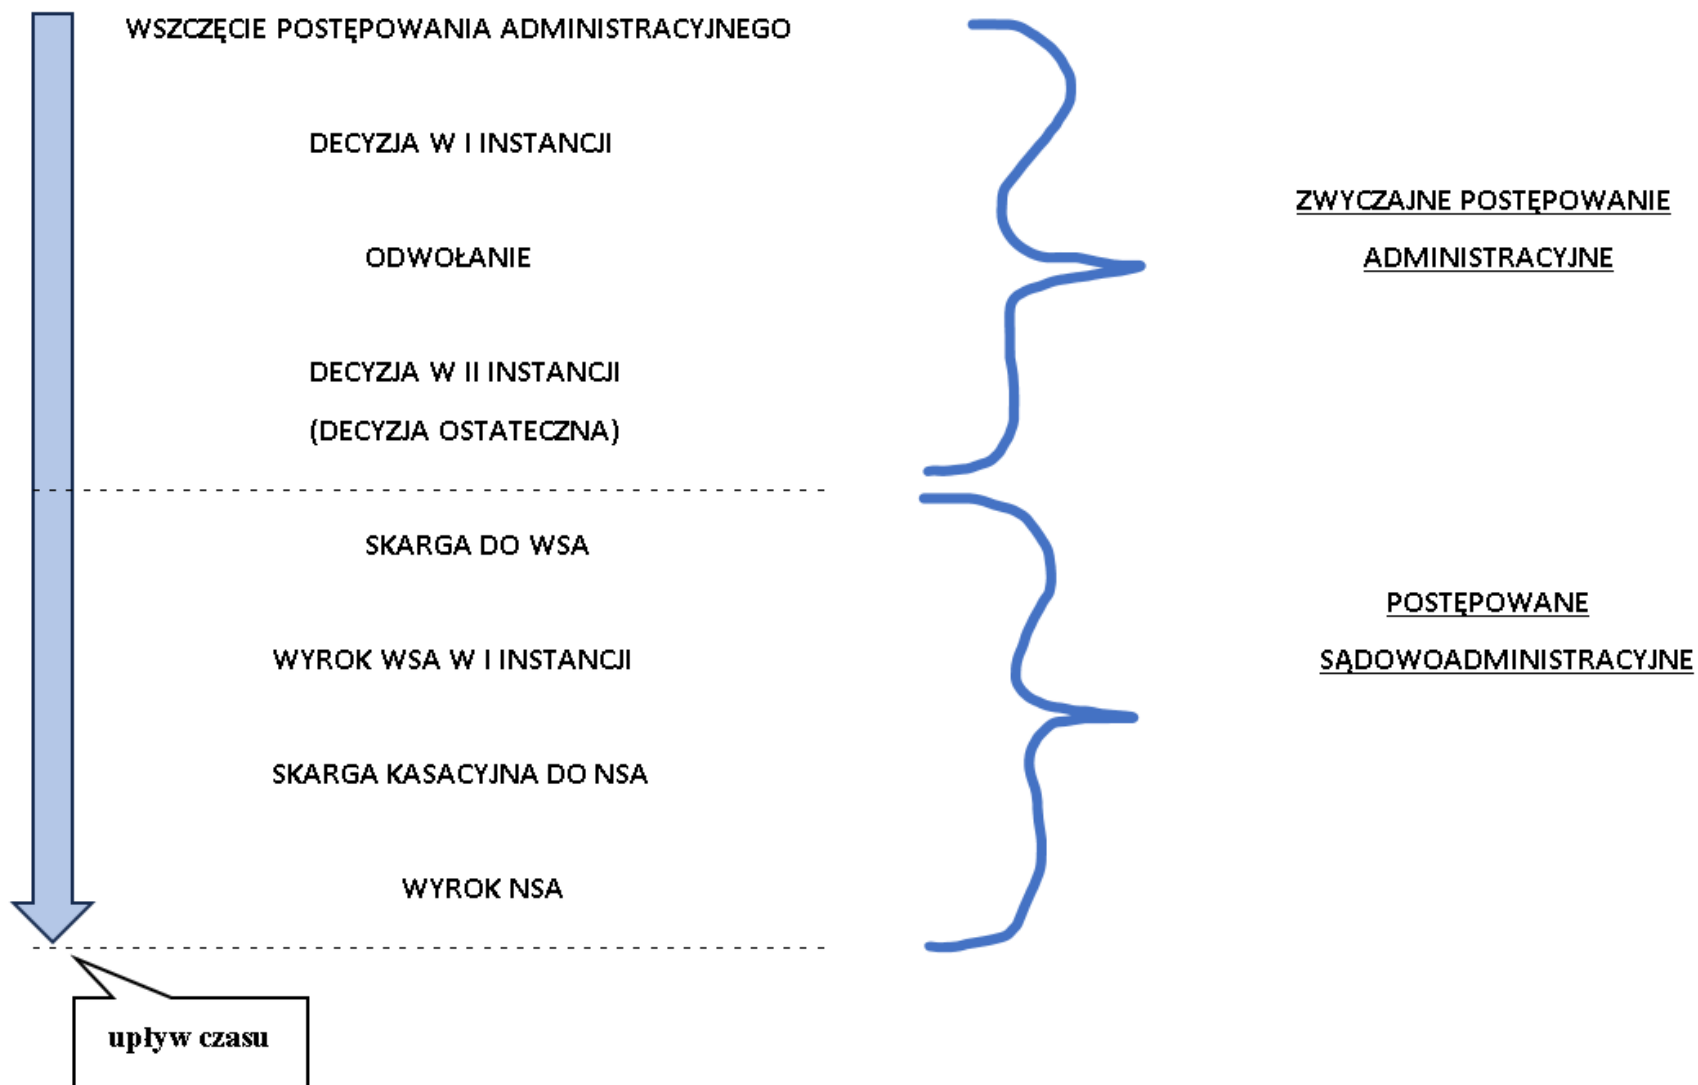 WSZCZĘCIE POSTĘPOWANIA ADMINISTRACYJNEGO
DECYZJA W I INSTANCJI
ODWOŁANIE
DECYZJA W II INSTANCJI
(DECYZJA OSTATECZNA)
ZWYCZAJNE POSTĘPOWANIE
ADMINISTRACYJNE
SKARGA DO WSA
WYROK WSA W I INSTANCJI
SKARGA KASACYJNA DO NSA
WYROK NSA
POSTĘPOWANE
SĄDOWOADMINISTRACYJNE
upływ czasu